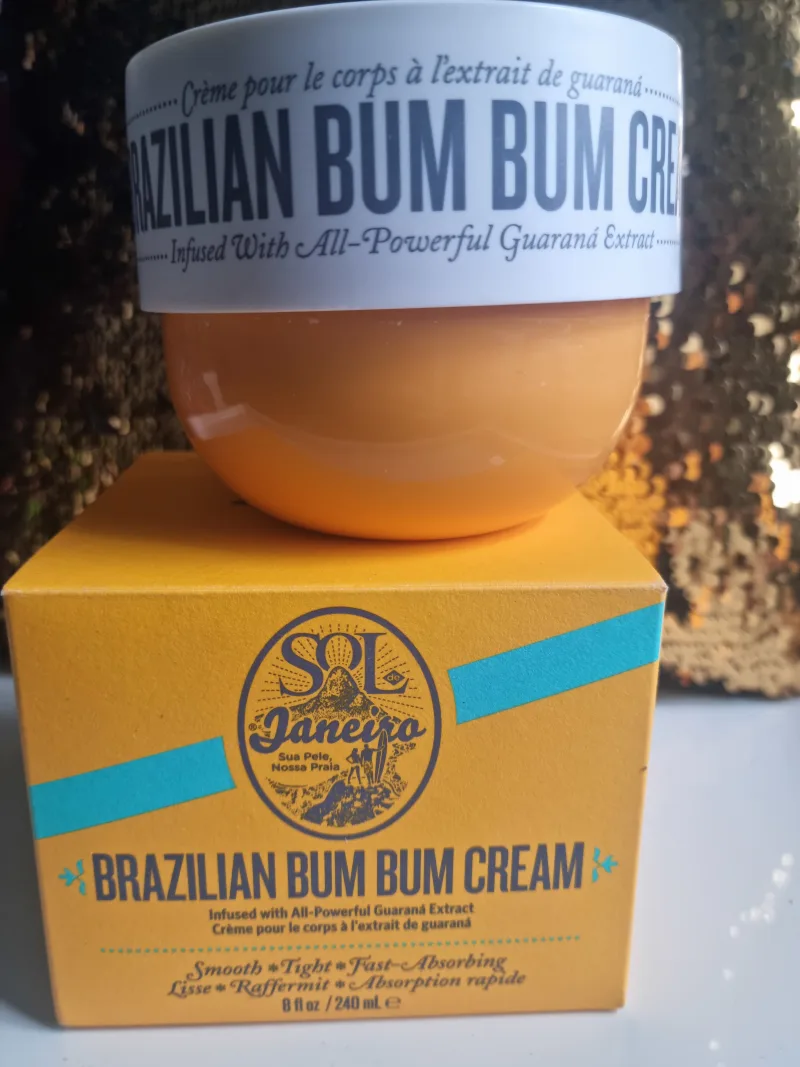 Crème pour le corps à l'extrait de guaraná
BRAZILIAN BUM BUM CRE
Infused With All-Powerful Guaraná Extract
SOL de
Janeiro ®
Sua Pele,
Nossa Praia
BRAZILIAN BUM BUM CREAM
Infused with All-Powerful Guaraná Extract
Crème pour le corps à l'extrait de guaraná
Smooth * Tight * Fast-Absorbing
Lisse * Raffermit * Absorption rapide
8 fl oz / 240 mL ℮